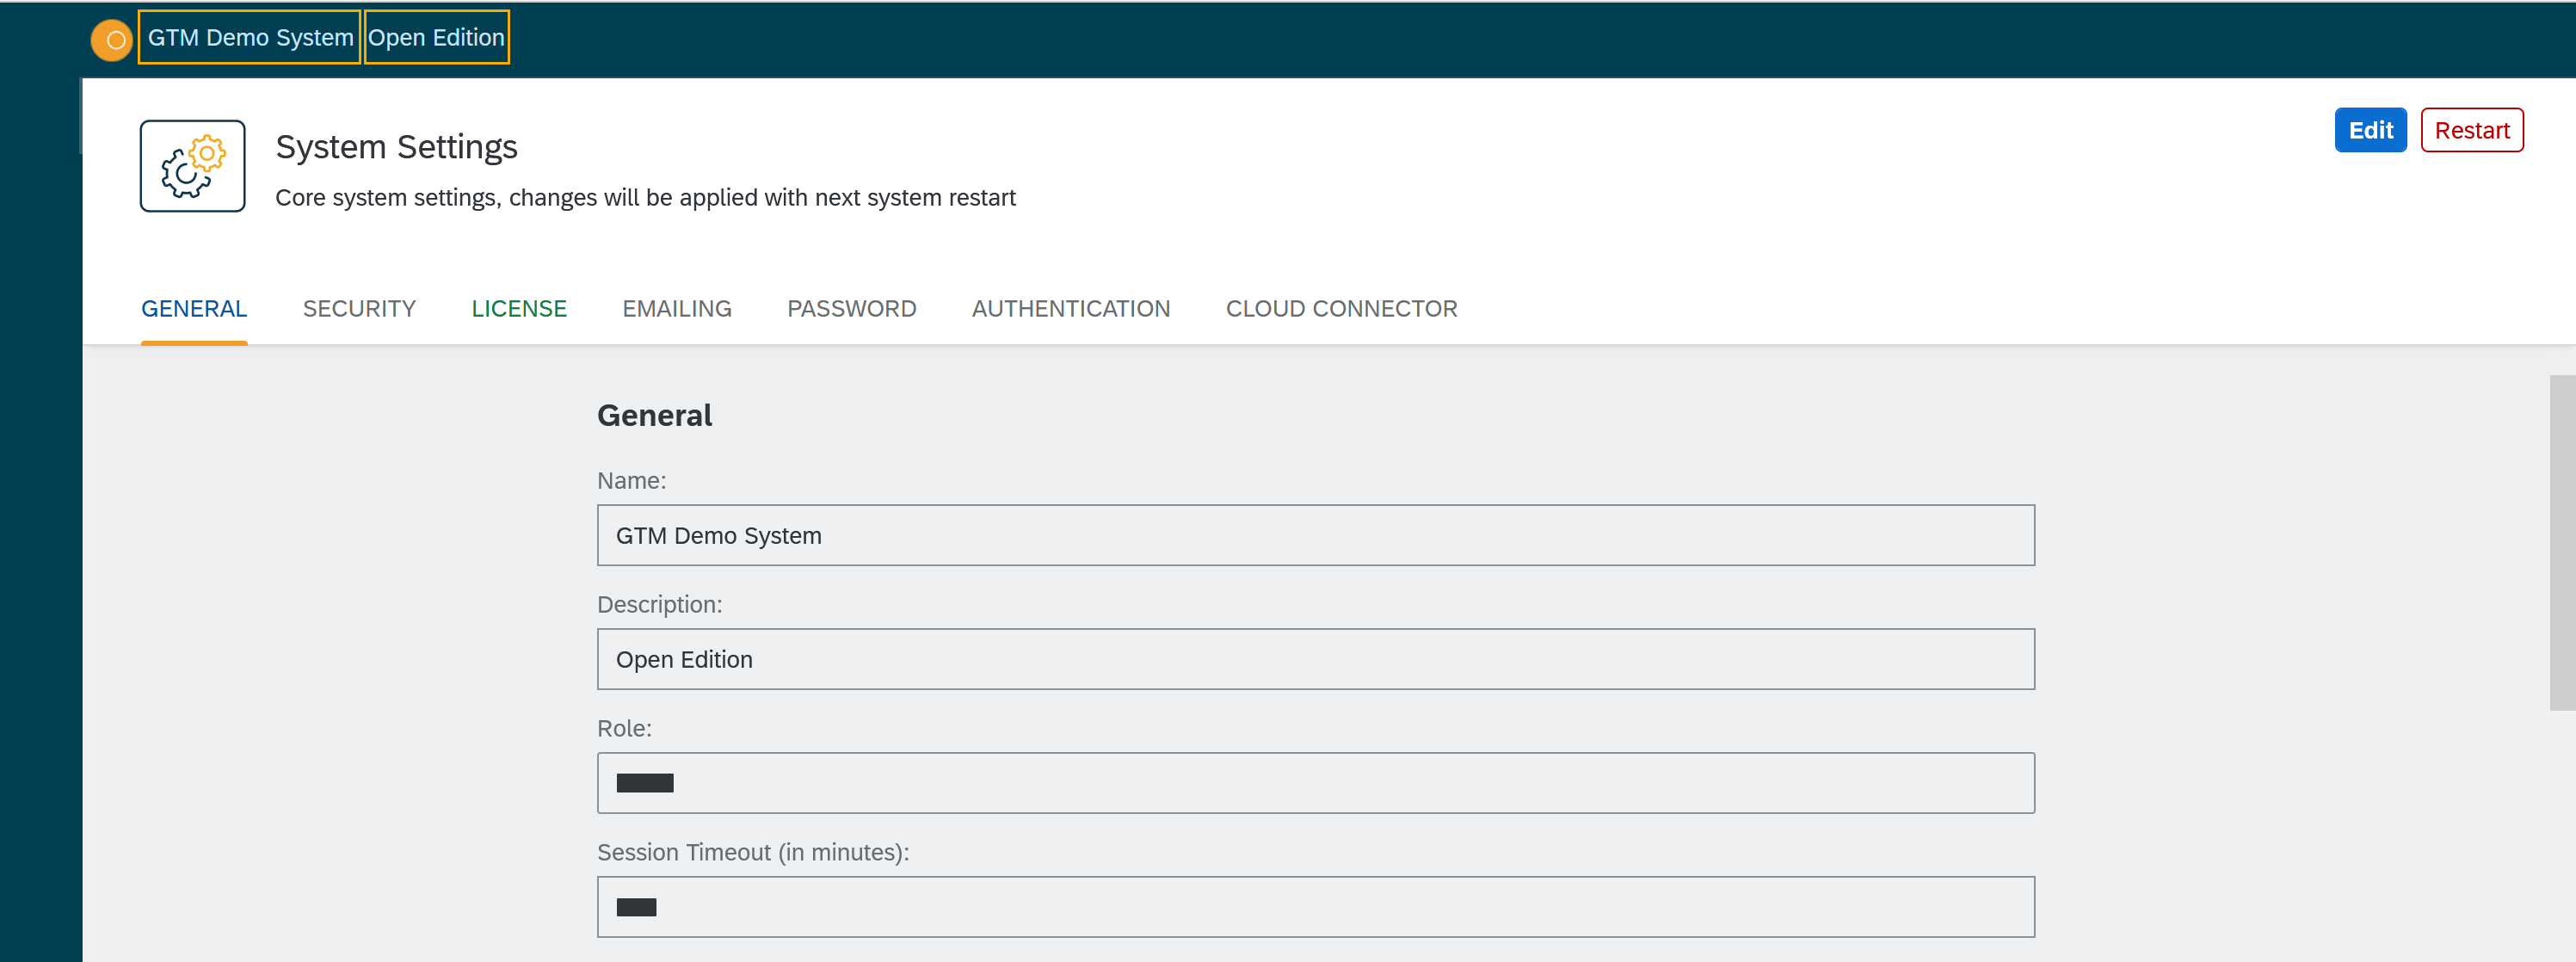 GTM Demo System Open Edition
System Settings
Edit Restart
Core system settings, changes will be applied with next system restart
GENERAL SECURITY LICENSE EMAILING PASSWORD AUTHENTICATION CLOUD CONNECTOR
General
Name:
GTM Demo System
Description:
Open Edition
Role:
Session Timeout (in minutes):